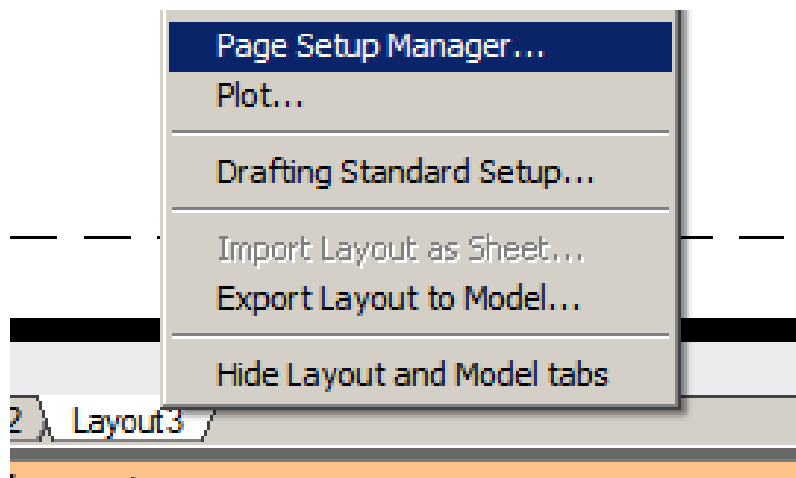 Page Setup Manager...
Plot...
Drafting Standard Setup...
Import Layout as Sheet...
Export Layout to Model...
Hide Layout and Model tabs
2 Layout3